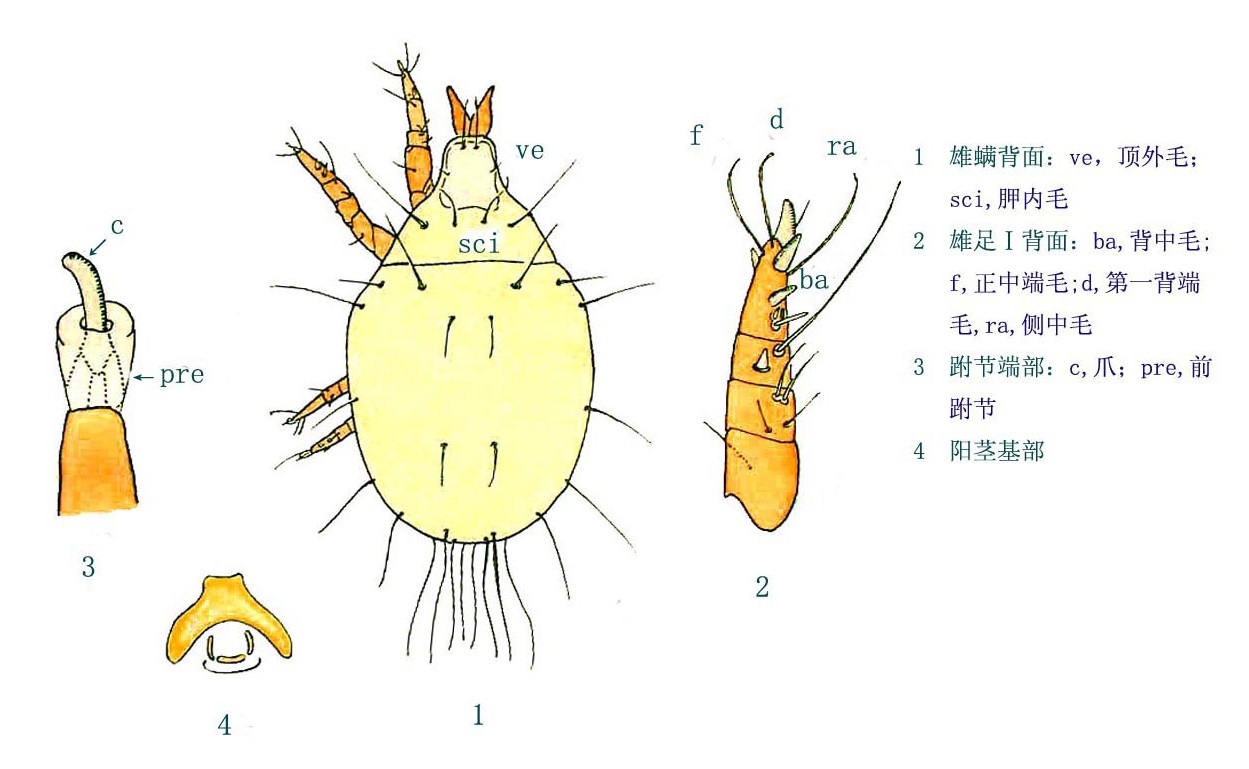 f
d
ra
ve
sci
ba
c
pre
3
2
4
1
1 雄螨背面: ve, 顶外毛;
sci,胛内毛
2 雄足Ⅰ背面: ba,背中毛;
f,正中端毛;d,第一背端
毛,ra,侧中毛
3 跗节端部: c,爪; pre,前
跗节
4 阳茎基部